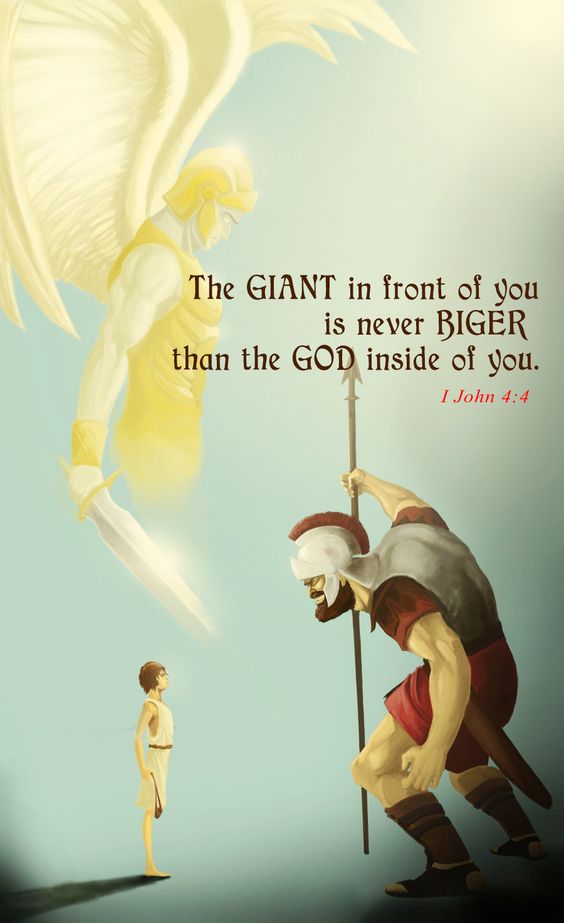 The GIANT in front of you
is never BIGER
than the GOD inside of you.
I John 4:4